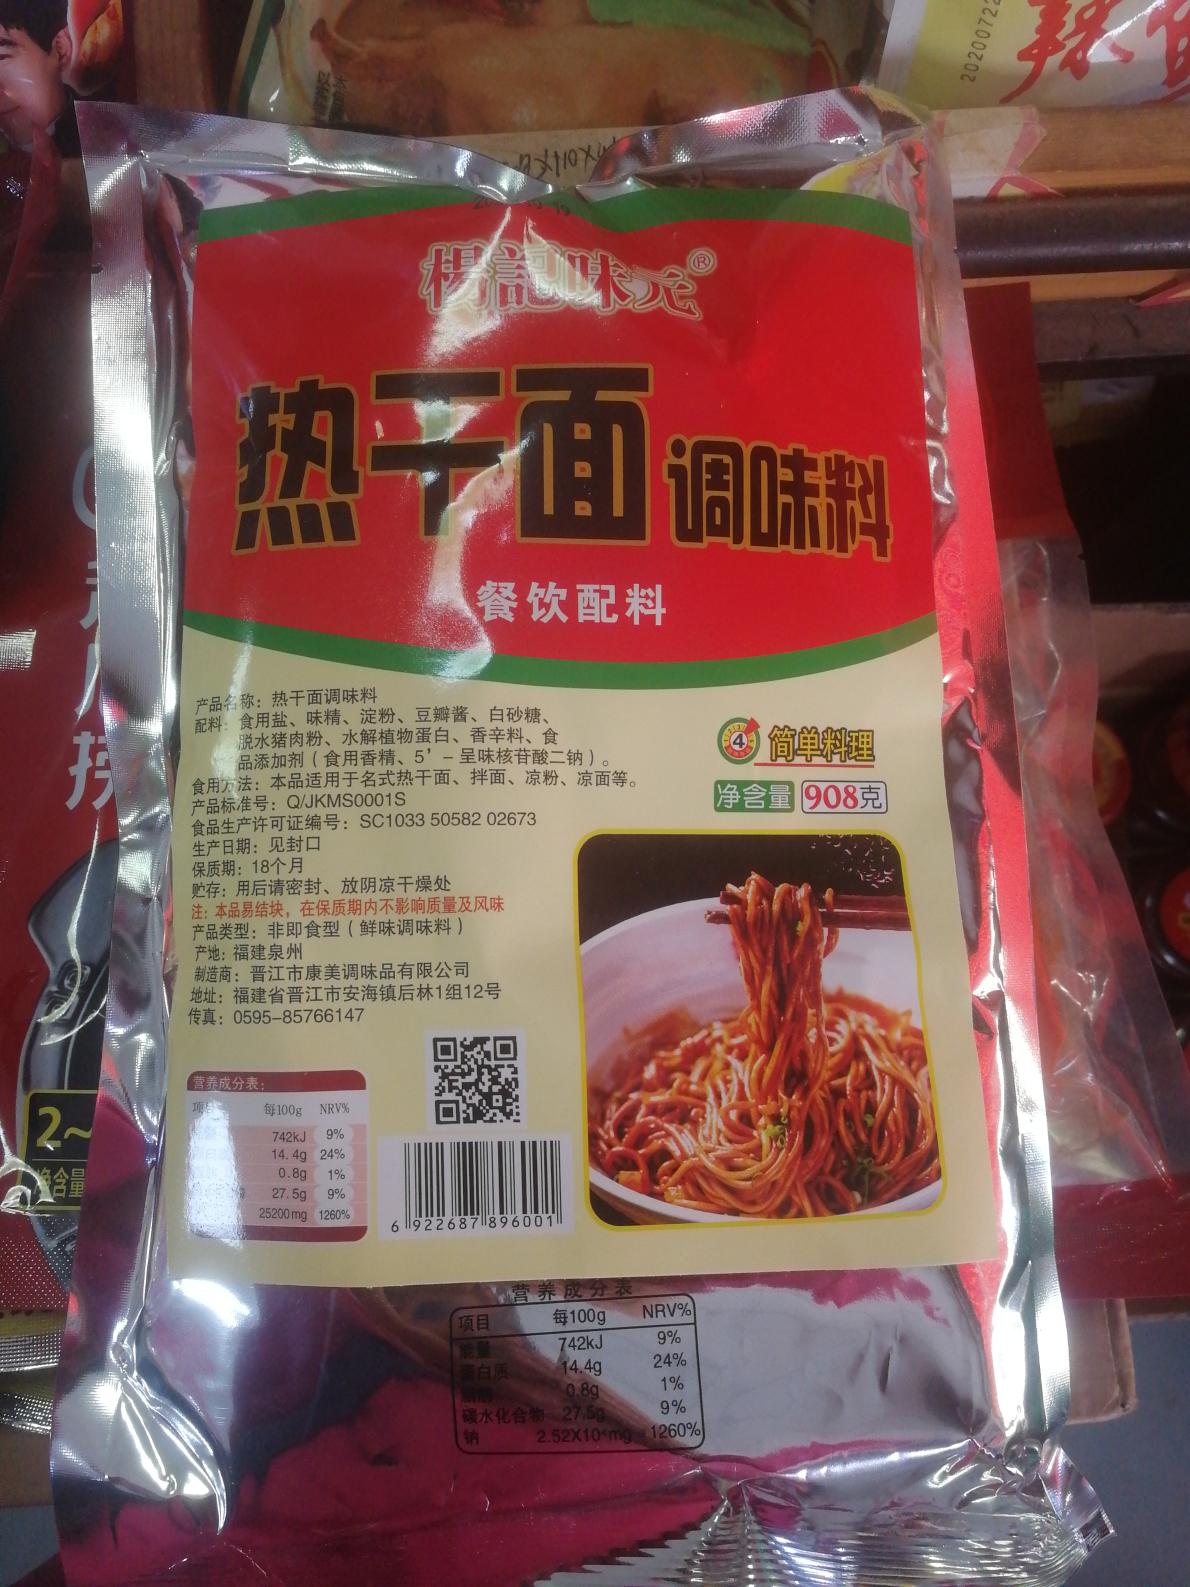 2020072
楊記味元®
热干面 调味料
餐饮配料
产品名称：热干面调味料
配料：食用盐、味精、淀粉、豆瓣酱、白砂糖、
脱水猪肉粉、水解植物蛋白、香辛料、食
品添加剂（食用香精、5'-呈味核苷酸二钠）。
食用方法：本品适用于名式热干面、拌面、凉粉、凉面等。
产品标准号：Q/JKMS0001S
食品生产许可证编号：SC1033 50582 02673
生产日期：见封口
保质期：18个月
贮存：用后请密封、放阴凉干燥处
注：本品易结块，在保质期内不影响质量及风味
产品类型：非即食型（鲜味调味料）
产地：福建泉州
制造商：晋江市康美调味品有限公司
地址：福建省晋江市安海镇后林1组12号
传真：0595-85766147
4 简单料理
净含量 908克
营养成分表：
每100g NRV%
742kJ 9%
14.4g 24%
0.8g 1%
27.5g 9%
25200mg 1260%
6 922687 896001
营养成分表
项目 每100g NRV%
能量 742kJ 9%
蛋白质 14.4g 24%
0.8g 1%
碳水化合物 27.5g 9%
钠 2.52X10⁴mg 1260%
2~
净含量